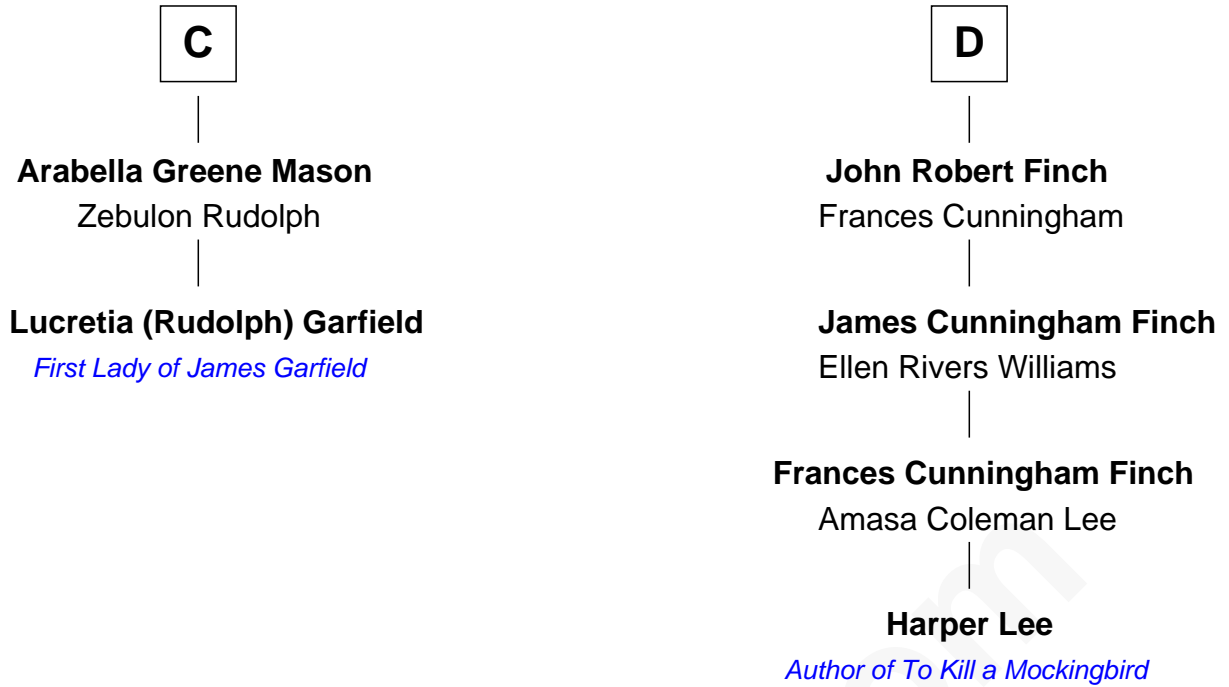 C
Arabella Greene Mason
Zebulon Rudolph
Lucretia (Rudolph) Garfield
First Lady of James Garfield
D
John Robert Finch
Frances Cunningham
James Cunningham Finch
Ellen Rivers Williams
Frances Cunningham Finch
Amasa Coleman Lee
Harper Lee
Author of To Kill a Mockingbird